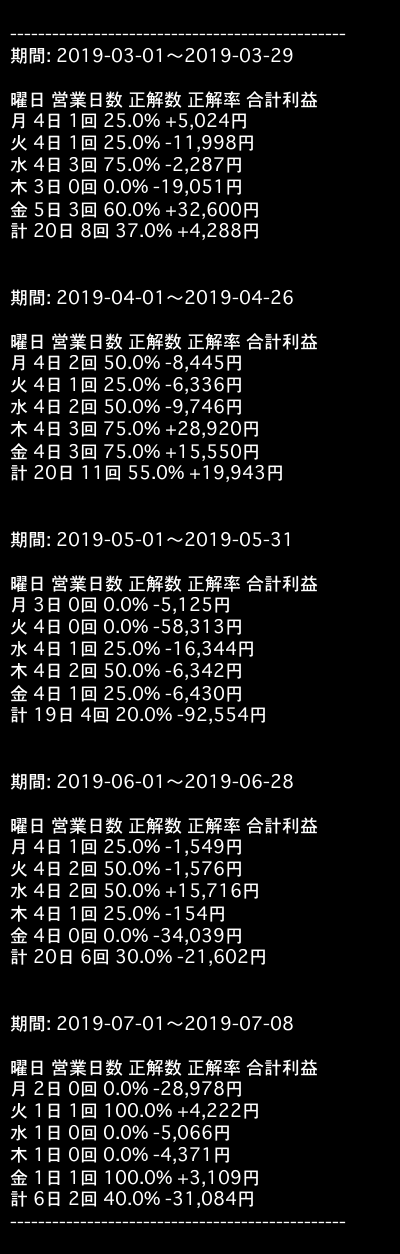 ------------------------------------------------
期間: 2019-03-01～2019-03-29
曜日 営業日数 正解数 正解率 合計利益
月 4日 1回 25.0% +5,024円
火 4日 1回 25.0% -11,998円
水 4日 3回 75.0% -2,287円
木 3日 0回 0.0% -19,051円
金 5日 3回 60.0% +32,600円
計 20日 8回 37.0% +4,288円
期間: 2019-04-01～2019-04-26
曜日 営業日数 正解数 正解率 合計利益
月 4日 2回 50.0% -8,445円
火 4日 1回 25.0% -6,336円
水 4日 2回 50.0% -9,746円
木 4日 3回 75.0% +28,920円
金 4日 3回 75.0% +15,550円
計 20日 11回 55.0% +19,943円
期間: 2019-05-01～2019-05-31
曜日 営業日数 正解数 正解率 合計利益
月 3日 0回 0.0% -5,125円
火 4日 0回 0.0% -58,313円
水 4日 1回 25.0% -16,344円
木 4日 2回 50.0% -6,342円
金 4日 1回 25.0% -6,430円
計 19日 4回 20.0% -92,554円
期間: 2019-06-01～2019-06-28
曜日 営業日数 正解数 正解率 合計利益
月 4日 1回 25.0% -1,549円
火 4日 2回 50.0% -1,576円
水 4日 2回 50.0% +15,716円
木 4日 1回 25.0% -154円
金 4日 0回 0.0% -34,039円
計 20日 6回 30.0% -21,602円
期間: 2019-07-01～2019-07-08
曜日 営業日数 正解数 正解率 合計利益
月 2日 0回 0.0% -28,978円
火 1日 1回 100.0% +4,222円
水 1日 0回 0.0% -5,066円
木 1日 0回 0.0% -4,371円
金 1日 1回 100.0% +3,109円
計 6日 2回 40.0% -31,084円
------------------------------------------------